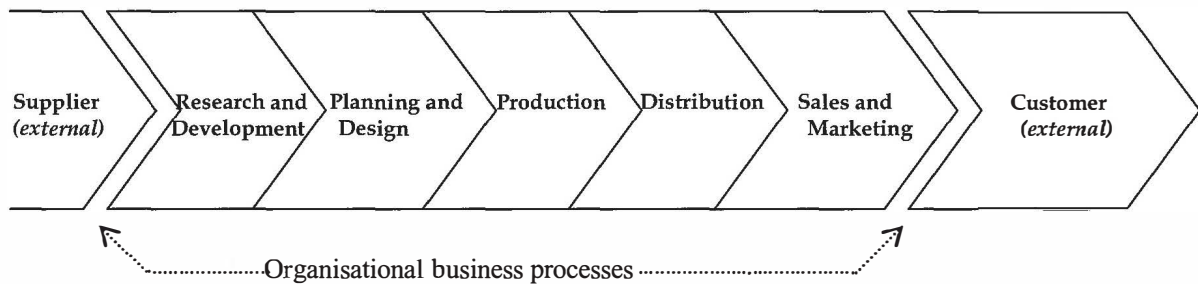 Supplier
(external)
Research and
Development
Planning and
Design
Production
Distribution
Sales and
Marketing
Customer
(external)
Organisational business processes